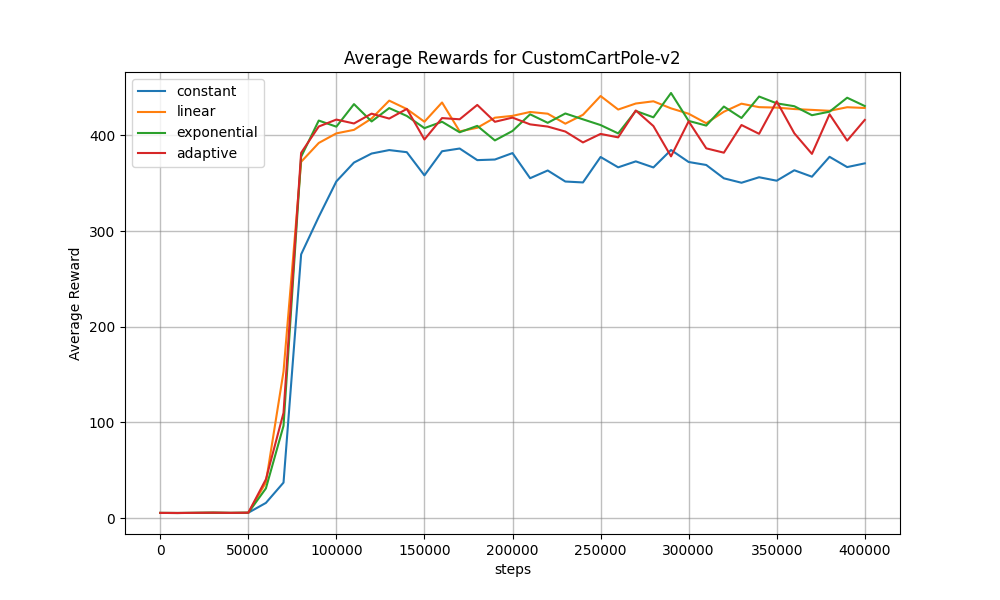 Average Rewards for CustomCartPole-v2
constant
linear
exponential
adaptive
400
300
200
100
0
Average Reward
0 50000 100000 150000 200000 250000 300000 350000 400000
steps